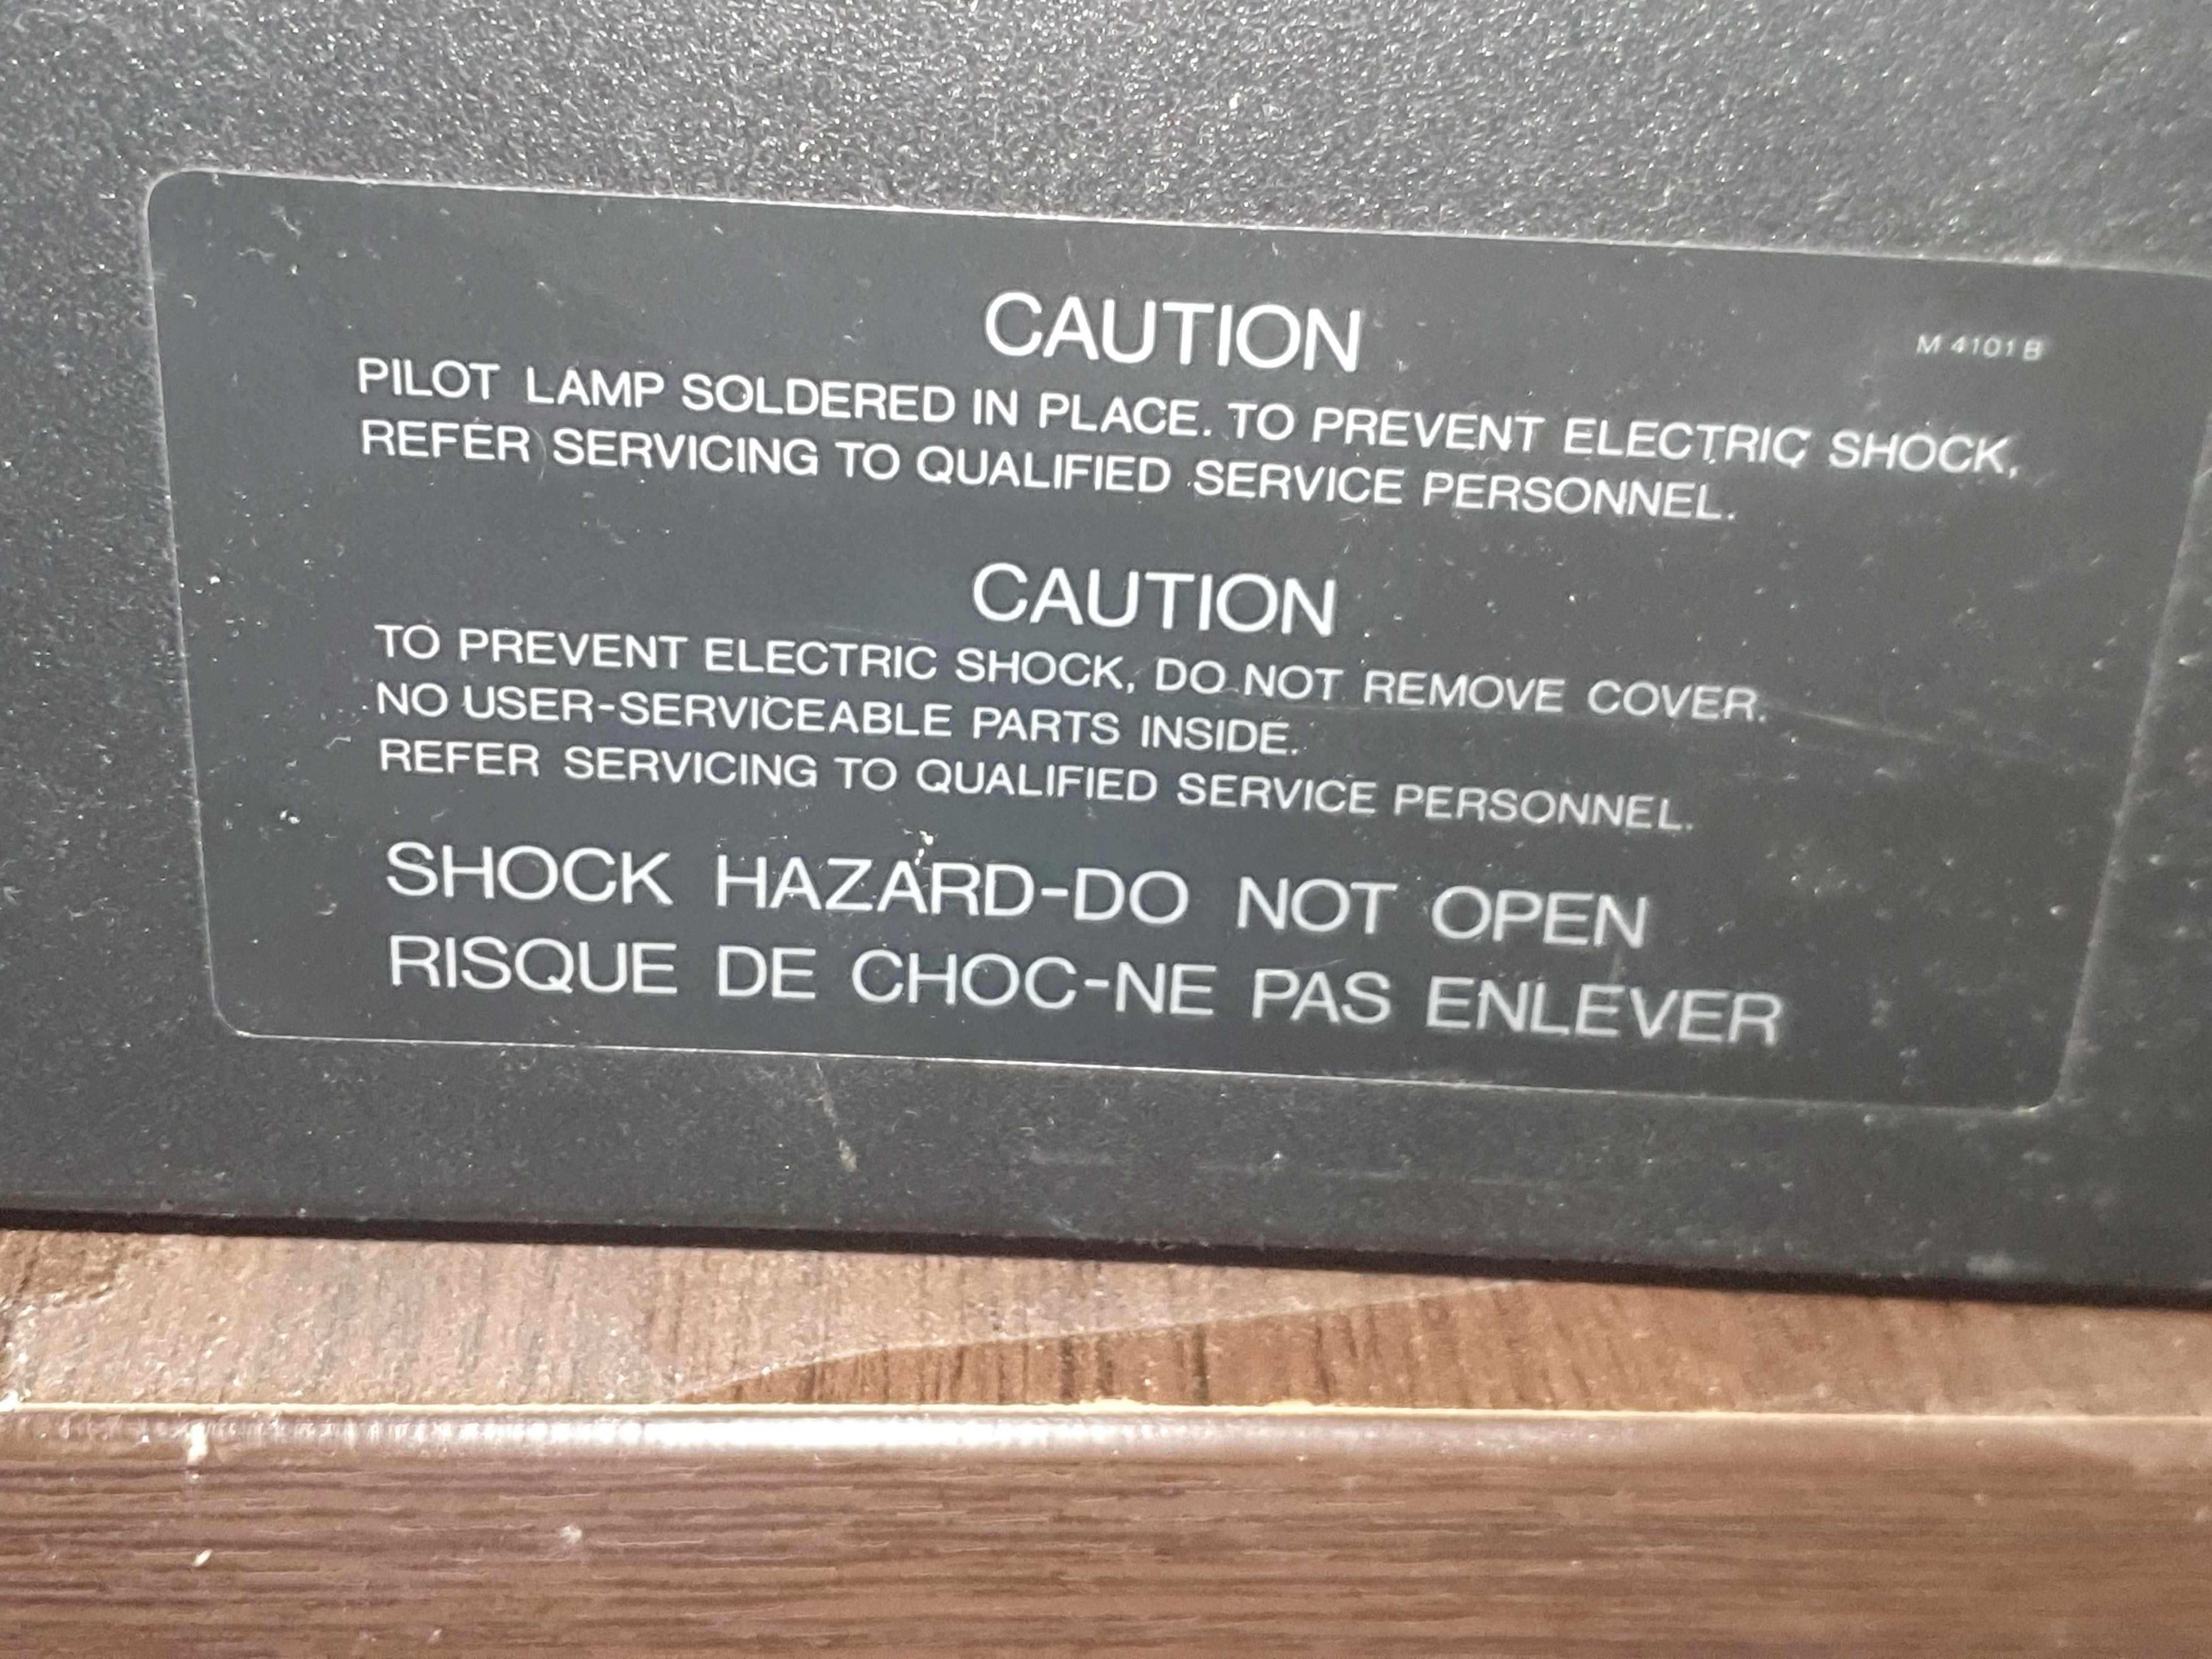 CAUTION
M 4101 B
PILOT LAMP SOLDERED IN PLACE. TO PREVENT ELECTRIC SHOCK,
REFER SERVICING TO QUALIFIED SERVICE PERSONNEL.
CAUTION
TO PREVENT ELECTRIC SHOCK, DO NOT REMOVE COVER.
NO USER-SERVICEABLE PARTS INSIDE.
REFER SERVICING TO QUALIFIED SERVICE PERSONNEL.
SHOCK HAZARD-DO NOT OPEN
RISQUE DE CHOC-NE PAS ENLEVER